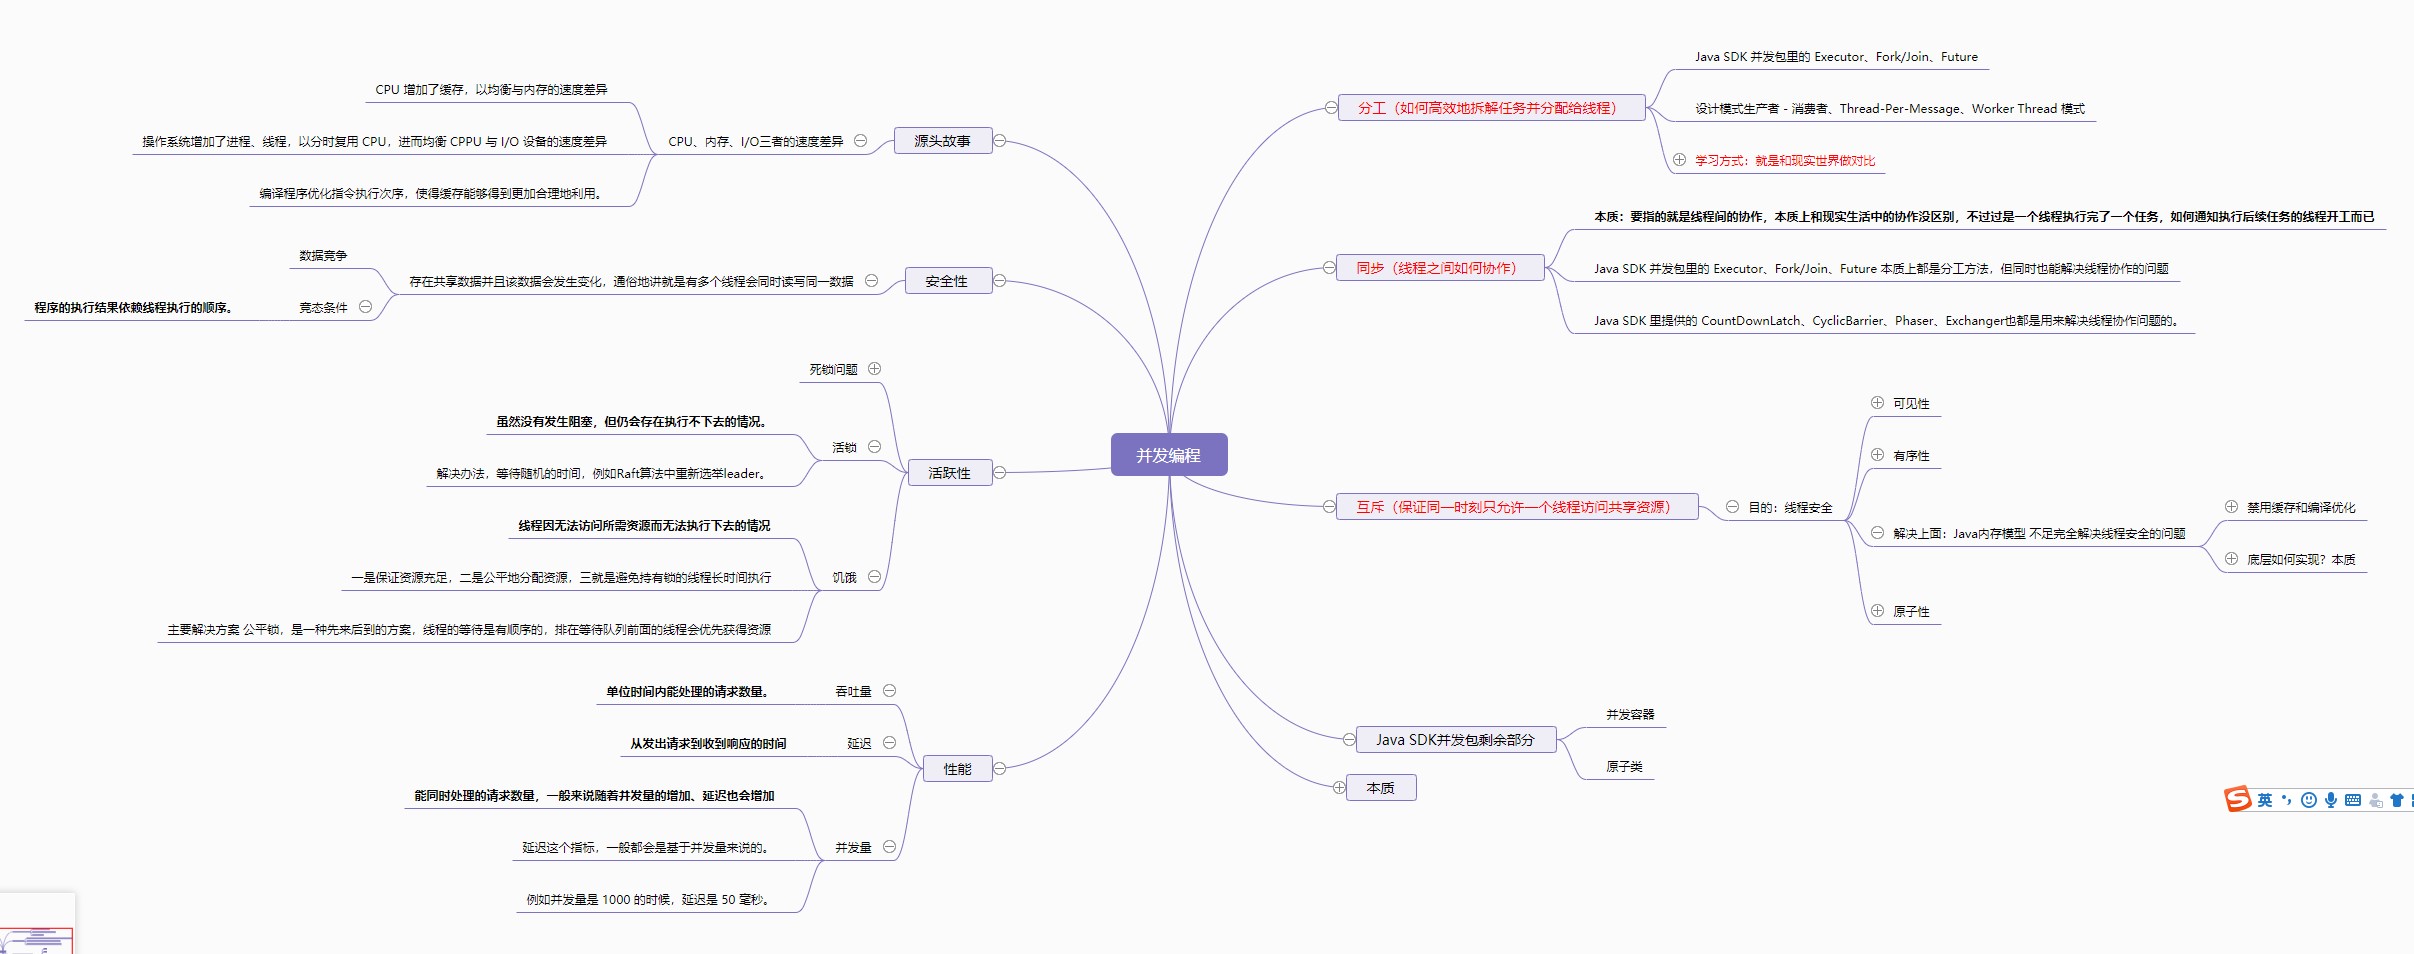 并发编程
源头故事
CPU、内存、I/O三者的速度差异
CPU 增加了缓存，以均衡与内存的速度差异
操作系统增加了进程、线程，以分时复用 CPU，进而均衡 CPPU 与 I/O 设备的速度差异
编译程序优化指令执行次序，使得缓存能够得到更加合理地利用。
安全性
存在共享数据并且该数据会发生变化，通俗地讲就是有多个线程会同时读写同一数据
数据竞争
竞态条件
程序的执行结果依赖线程执行的顺序。
活跃性
死锁问题
活锁
虽然没有发生阻塞，但仍会存在执行不下去的情况。
解决办法，等待随机的时间，例如Raft算法中重新选举leader。
饥饿
线程因无法访问所需资源而无法执行下去的情况
一是保证资源充足，二是公平地分配资源，三就是避免持有锁的线程长时间执行
主要解决方案 公平锁，是一种先来后到的方案，线程的等待是有顺序的，排在等待队列前面的线程会优先获得资源
性能
吞吐量
单位时间内能处理的请求数量。
延迟
从发出请求到收到响应的时间
并发量
能同时处理的请求数量，一般来说随着并发量的增加、延迟也会增加
延迟这个指标，一般都会是基于并发量来说的。
例如并发量是 1000 的时候，延迟是 50 毫秒。
分工（如何高效地拆解任务并分配给线程）
Java SDK 并发包里的 Executor、Fork/Join、Future
设计模式生产者 - 消费者、Thread-Per-Message、Worker Thread 模式
学习方式：就是和现实世界做对比
同步（线程之间如何协作）
本质：要指的就是线程间的协作，本质上和现实生活中的协作没区别，不过过是一个线程执行完了一个任务，如何通知执行后续任务的线程开工而已
Java SDK 并发包里的 Executor、Fork/Join、Future 本质上都是分工方法，但同时也能解决线程协作的问题
Java SDK 里提供的 CountDownLatch、CyclicBarrier、Phaser、Exchanger也都是用来解决线程协作问题的。
互斥（保证同一时刻只允许一个线程访问共享资源）
目的：线程安全
可见性
有序性
解决上面：Java内存模型 不足完全解决线程安全的问题
禁用缓存和编译优化
底层如何实现？本质
原子性
Java SDK并发包剩余部分
并发容器
原子类
本质
英